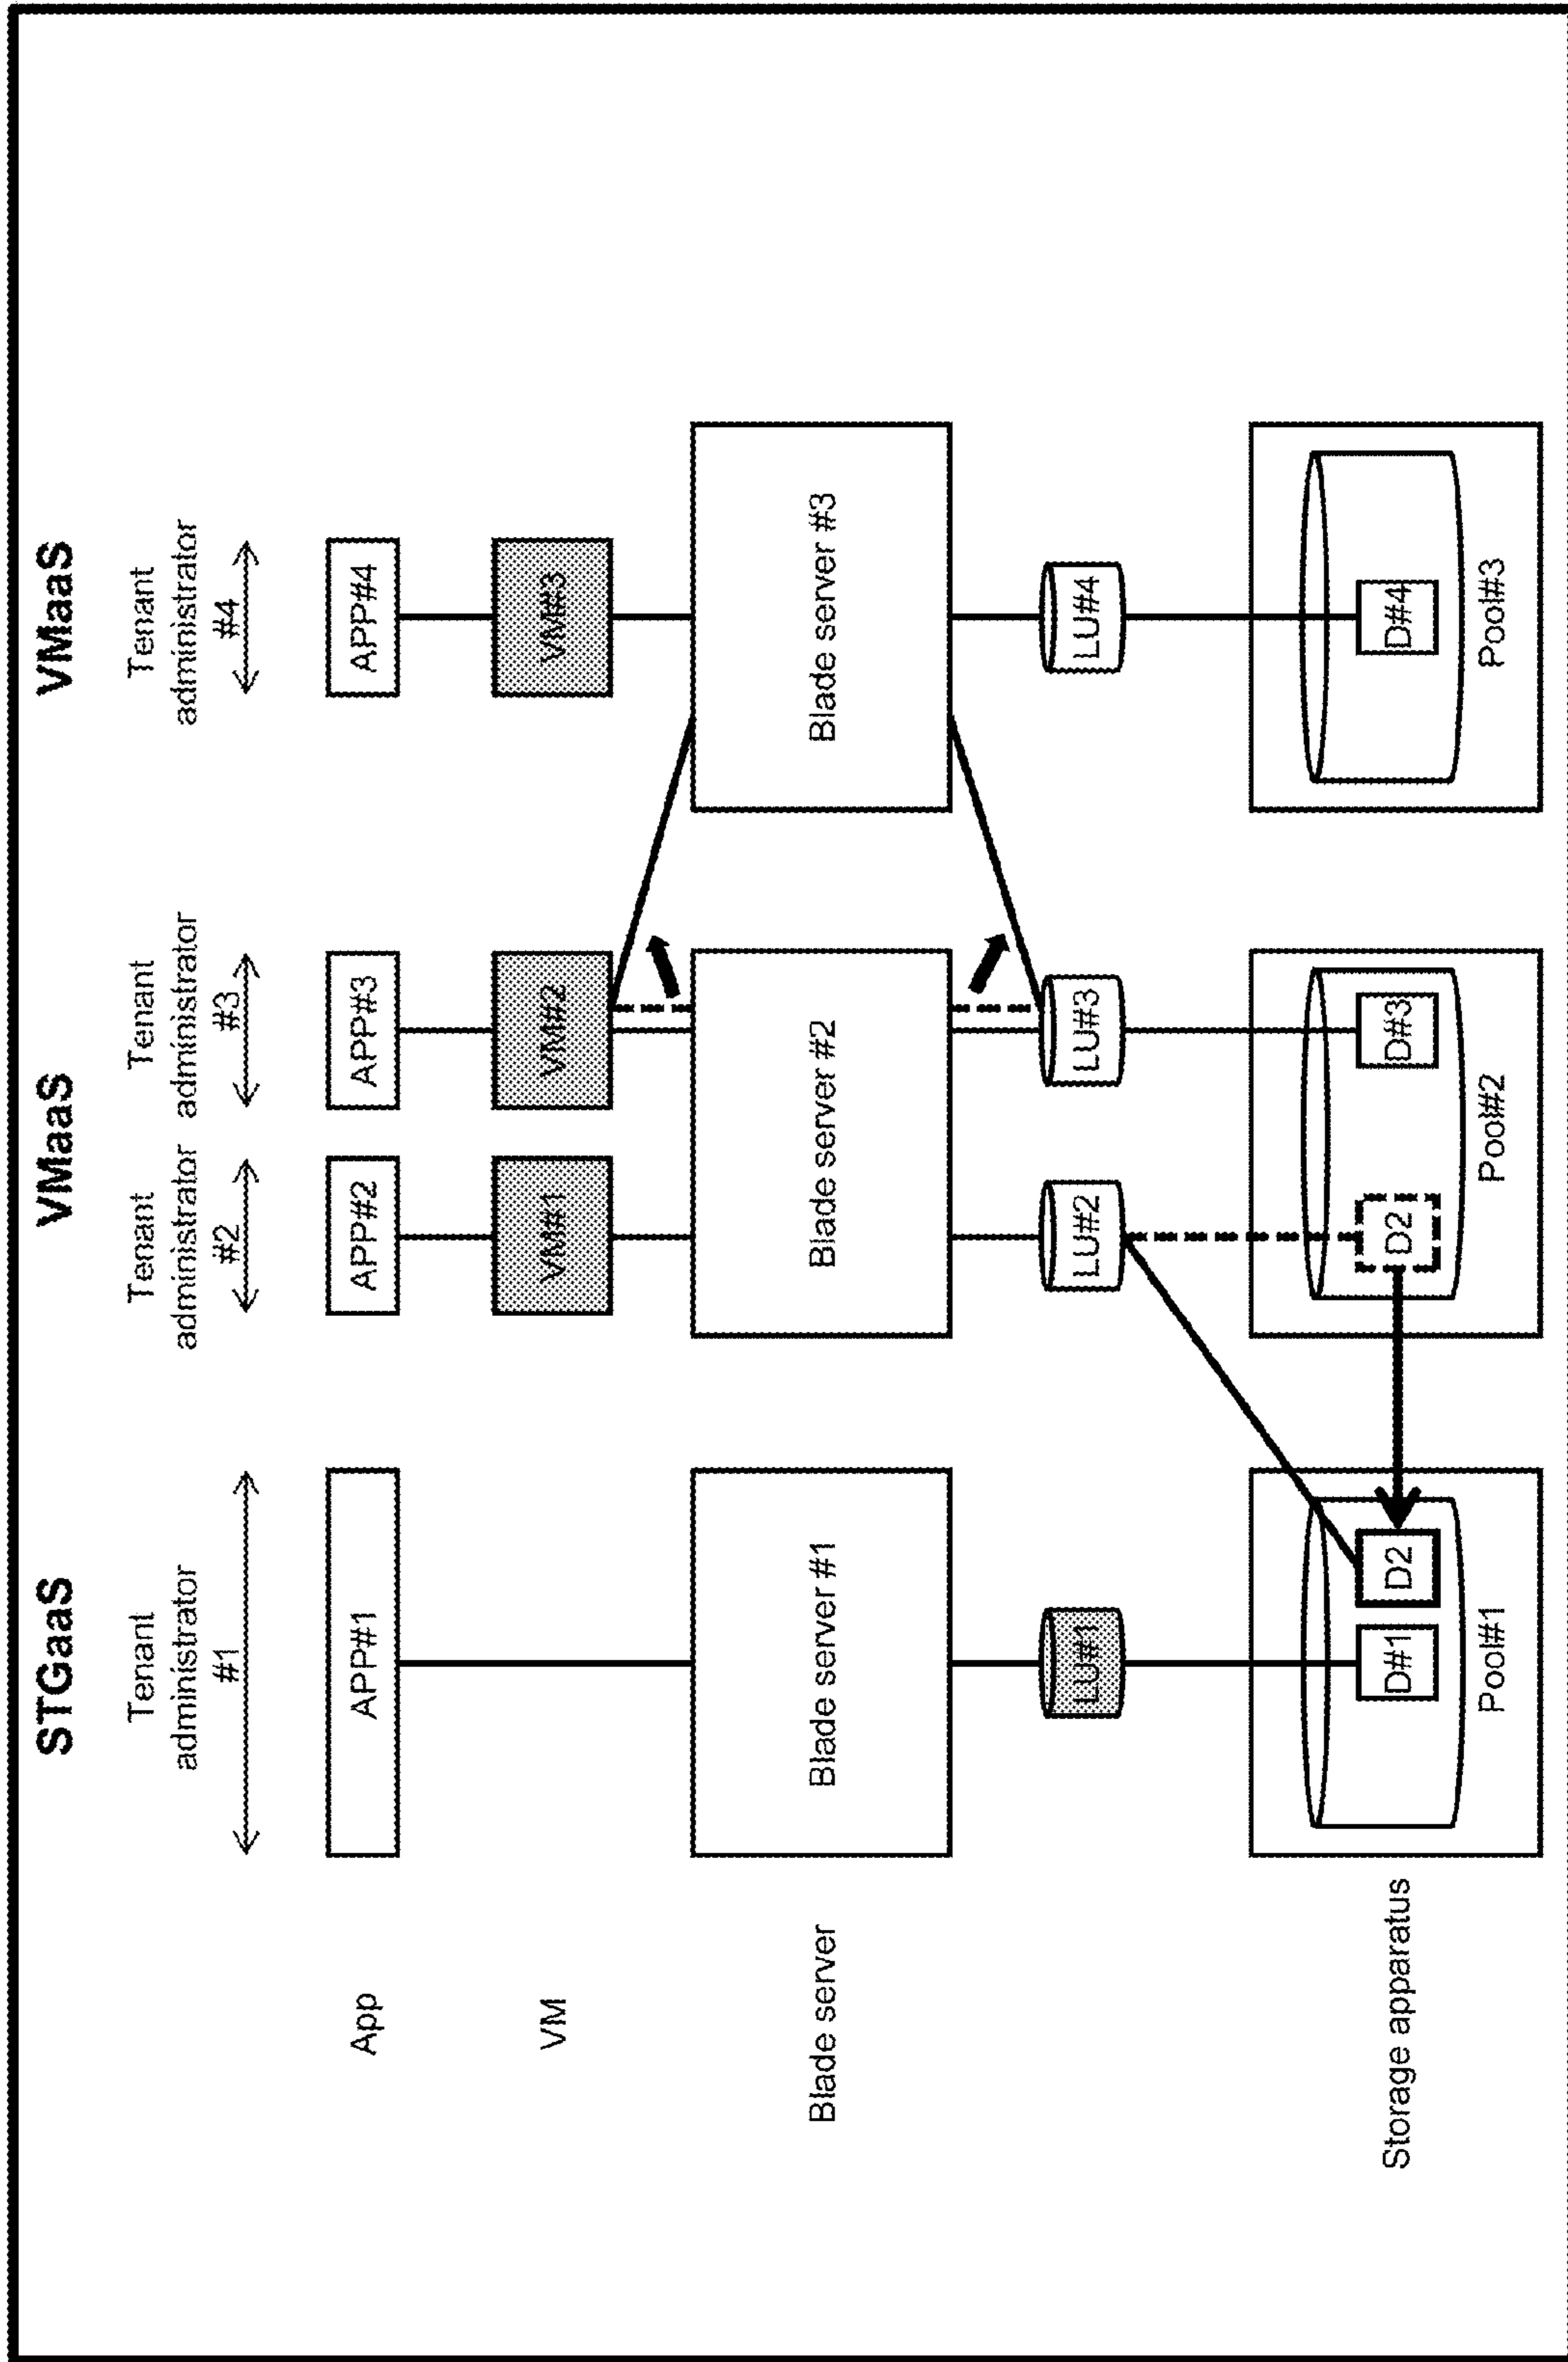 STGaaS
VMaaS
VMaaS
Tenant
administrator
#1
Tenant
administrator
#2
Tenant
administrator
#3
Tenant
administrator
#4
App
APP#1
APP#2
APP#3
APP#4
VM
VM#1
VM#2
VM#3
Blade server
Blade server #1
Blade server #2
Blade server #3
LU#1
LU#2
LU#3
LU#4
Storage apparatus
D#1
D2
D2
D#3
D#4
Pool#1
Pool#2
Pool#3